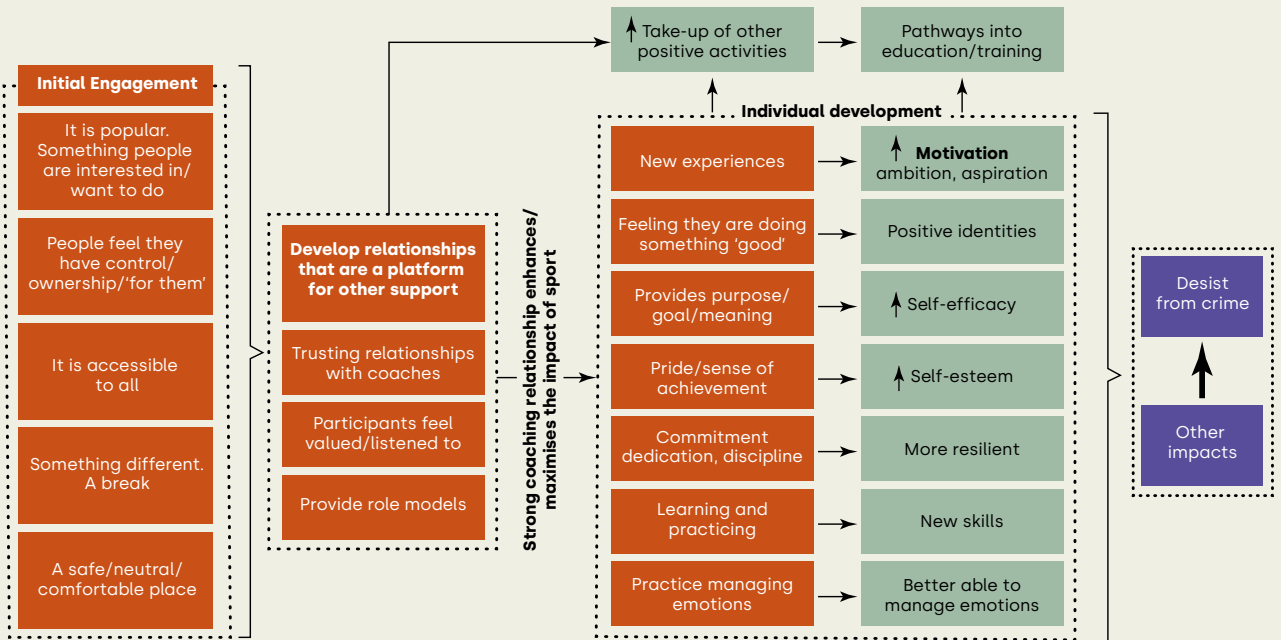 Initial Engagement
It is popular.
Something people
are interested in/
want to do
People feel they
have control/
ownership/‘for them’
It is accessible
to all
Something different.
A break
A safe/neutral/
comfortable place
Develop relationships
that are a platform
for other support
Trusting relationships
with coaches
Participants feel
valued/listened to
Provide role models
Strong coaching relationship enhances/
maximises the impact of sport
Take-up of other
positive activities
Pathways into
education/training
Individual development
New experiences
Motivation
ambition, aspiration
Feeling they are doing
something ‘good’
Positive identities
Provides purpose/
goal/meaning
Self-efficacy
Pride/sense of
achievement
Self-esteem
Commitment
dedication, discipline
More resilient
Learning and
practicing
New skills
Practice managing
emotions
Better able to
manage emotions
Desist
from crime
Other
impacts